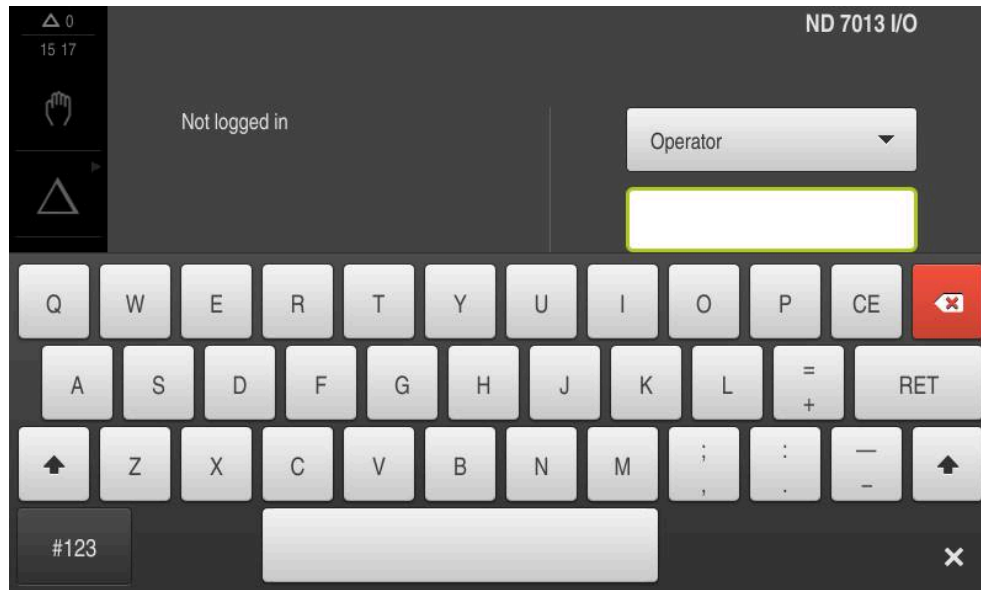 0
ND 7013 I/O
15 17
Not logged in
Operator
Q W E R T Y U I O P CE
A S D F G H J K L = + RET
Z X C V B N M ; , : . — –
#123